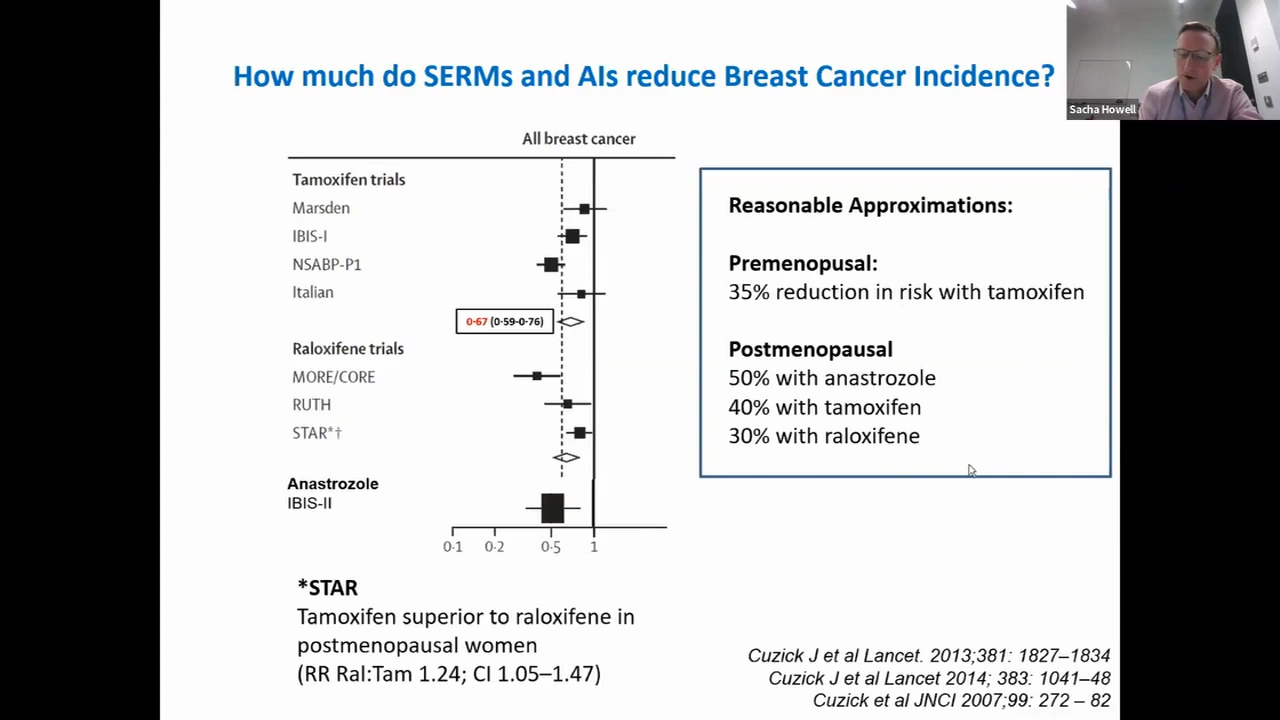 How much do SERMs and AIs reduce Breast Cancer Incidence?
Sacha Howell
All breast cancer
Tamoxifen trials
Marsden
IBIS-I
NSABP-P1
Italian
0·67 (0·59-0·76)
Raloxifene trials
MORE/CORE
RUTH
STAR*†
Anastrozole
IBIS-II
0·1 0·2 0·5 1
*STAR
Tamoxifen superior to raloxifene in
postmenopausal women
(RR Ral:Tam 1.24; CI 1.05–1.47)
Reasonable Approximations:
Premenopusal:
35% reduction in risk with tamoxifen
Postmenopausal
50% with anastrozole
40% with tamoxifen
30% with raloxifene
Cuzick J et al Lancet. 2013;381: 1827–1834
Cuzick J et al Lancet 2014; 383: 1041–48
Cuzick et al JNCI 2007;99: 272 – 82